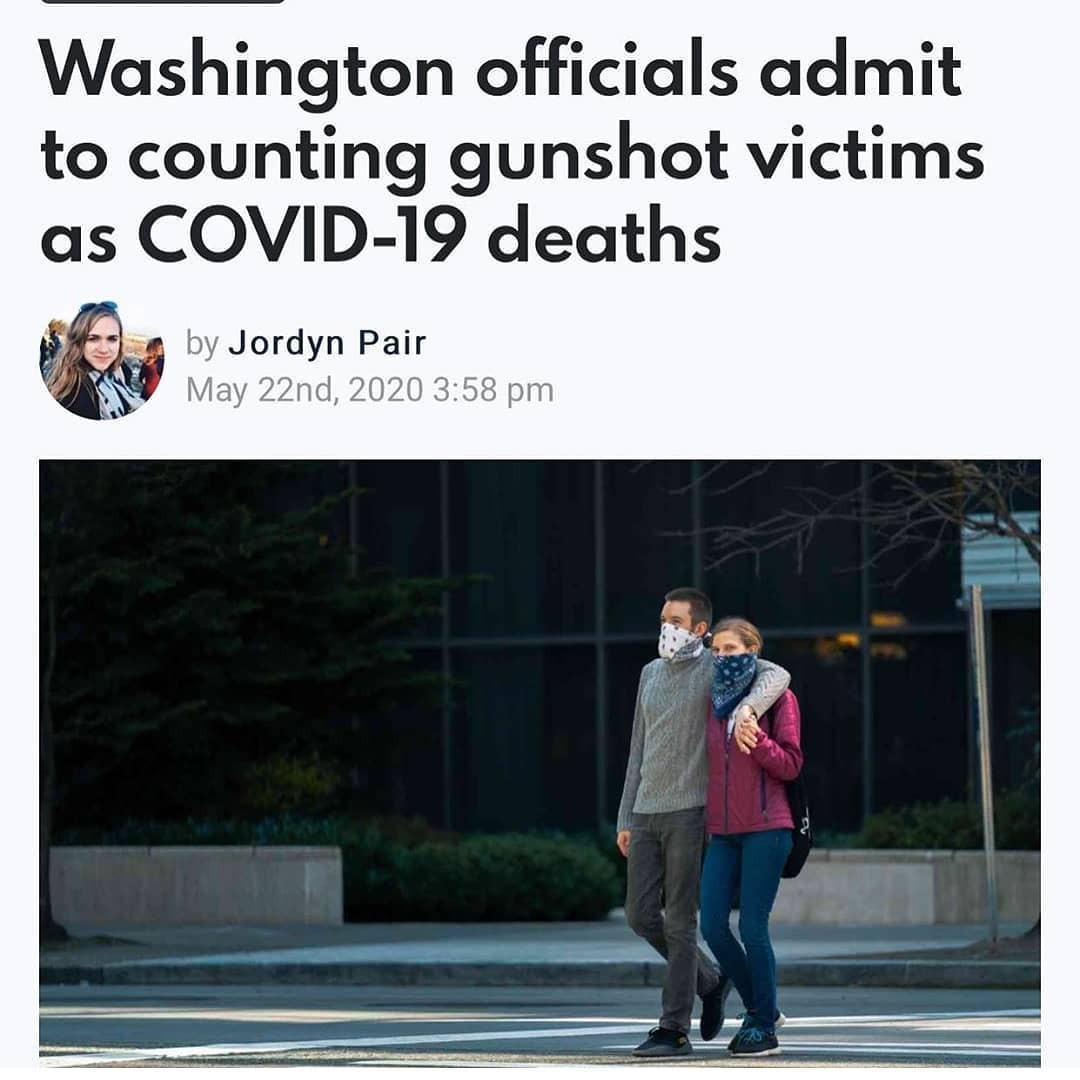 Washington officials admit
to counting gunshot victims
as COVID-19 deaths
by Jordyn Pair
May 22nd, 2020 3:58 pm